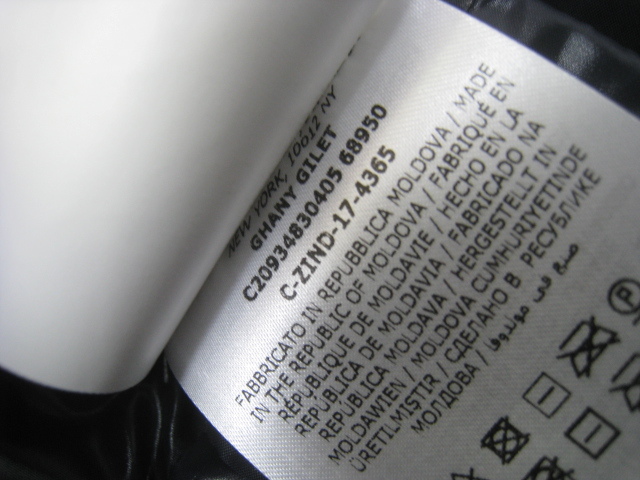 NEW YORK, 10012 NY
GHANY GILET
C20934830405 68950
C-ZIND-17-4365
FABBRICATO IN REPUBBLICA MOLDOVA / MADE
IN THE REPUBLIC OF MOLDOVA / FABRIQUÉ EN
RÉPUBLIQUE DE MOLDAVIE / HECHO EN LA
REPÚBLICA DE MOLDAVIA / FABRICADO NA
REPÚBLICA MOLDAVA / HERGESTELLT IN
MOLDAWIEN / MOLDOVA CUMHURIYETINDE
ÜRETILMIŞTIR / СДЕЛАНО В РЕСПУБЛИКЕ
МОЛДОВА / صنع في مولدوفا
P